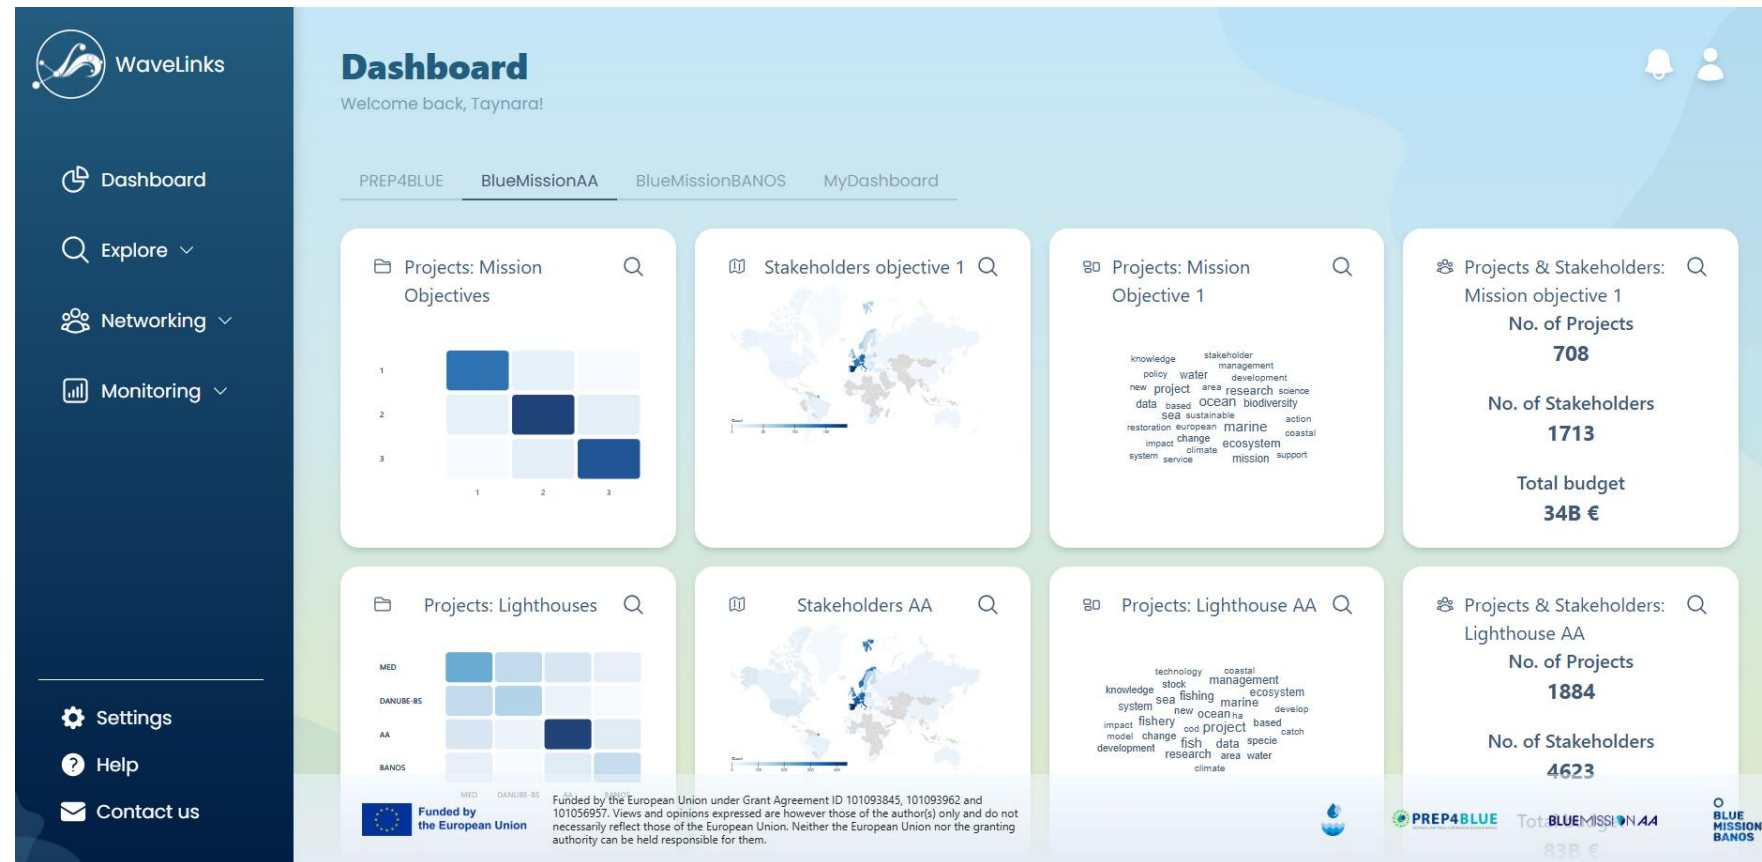 WaveLinks
Dashboard
Explore
Networking
Monitoring
Settings
Help
Contact us
Dashboard
Welcome back, Taynara!
PREP4BLUE BlueMissionAA BlueMissionBANOS MyDashboard
Projects: Mission
Objectives
1
2
3
1 2 3
Stakeholders objective 1
Projects: Mission
Objective 1
knowledge stakeholder
management
policy water development
new project area research science
data based ocean biodiversity
sea sustainable
action
restoration european marine
coastal
impact change ecosystem
climate
system service mission support
Projects & Stakeholders:
Mission objective 1
No. of Projects
708
No. of Stakeholders
1713
Total budget
34B €
Projects: Lighthouses
MED
DANUBE-BS
AA
BANOS
MED DANUBE-BS AA BANOS
Stakeholders AA
Projects: Lighthouse AA
technology coastal
stock management
knowledge sea fishing ecosystem
system marine
new ocean ha develop
impact fishery cod project based
catch
model change fish data specie
development research area water
climate
Projects & Stakeholders:
Lighthouse AA
No. of Projects
1884
No. of Stakeholders
4623
83B €
Funded by
the European Union
Funded by the European Union under Grant Agreement ID 101093845, 101093962 and
101056957. Views and opinions expressed are however those of the author(s) only and do not
necessarily reflect those of the European Union. Neither the European Union nor the granting
authority can be held responsible for them.
PREP4BLUE
BLUEMISSION AA
BLUE
MISSION
BANOS